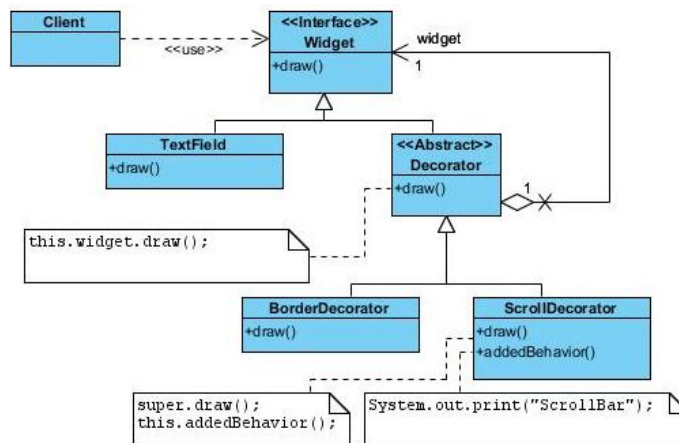 Client
<<Interface>>
Widget
+draw()
<<use>>
widget
1
TextField
+draw()
<<Abstract>>
Decorator
+draw()
1
this.widget.draw();
BorderDecorator
+draw()
ScrollDecorator
+draw()
+addedBehavior()
super.draw();
this.addedBehavior();
System.out.print("ScrollBar");